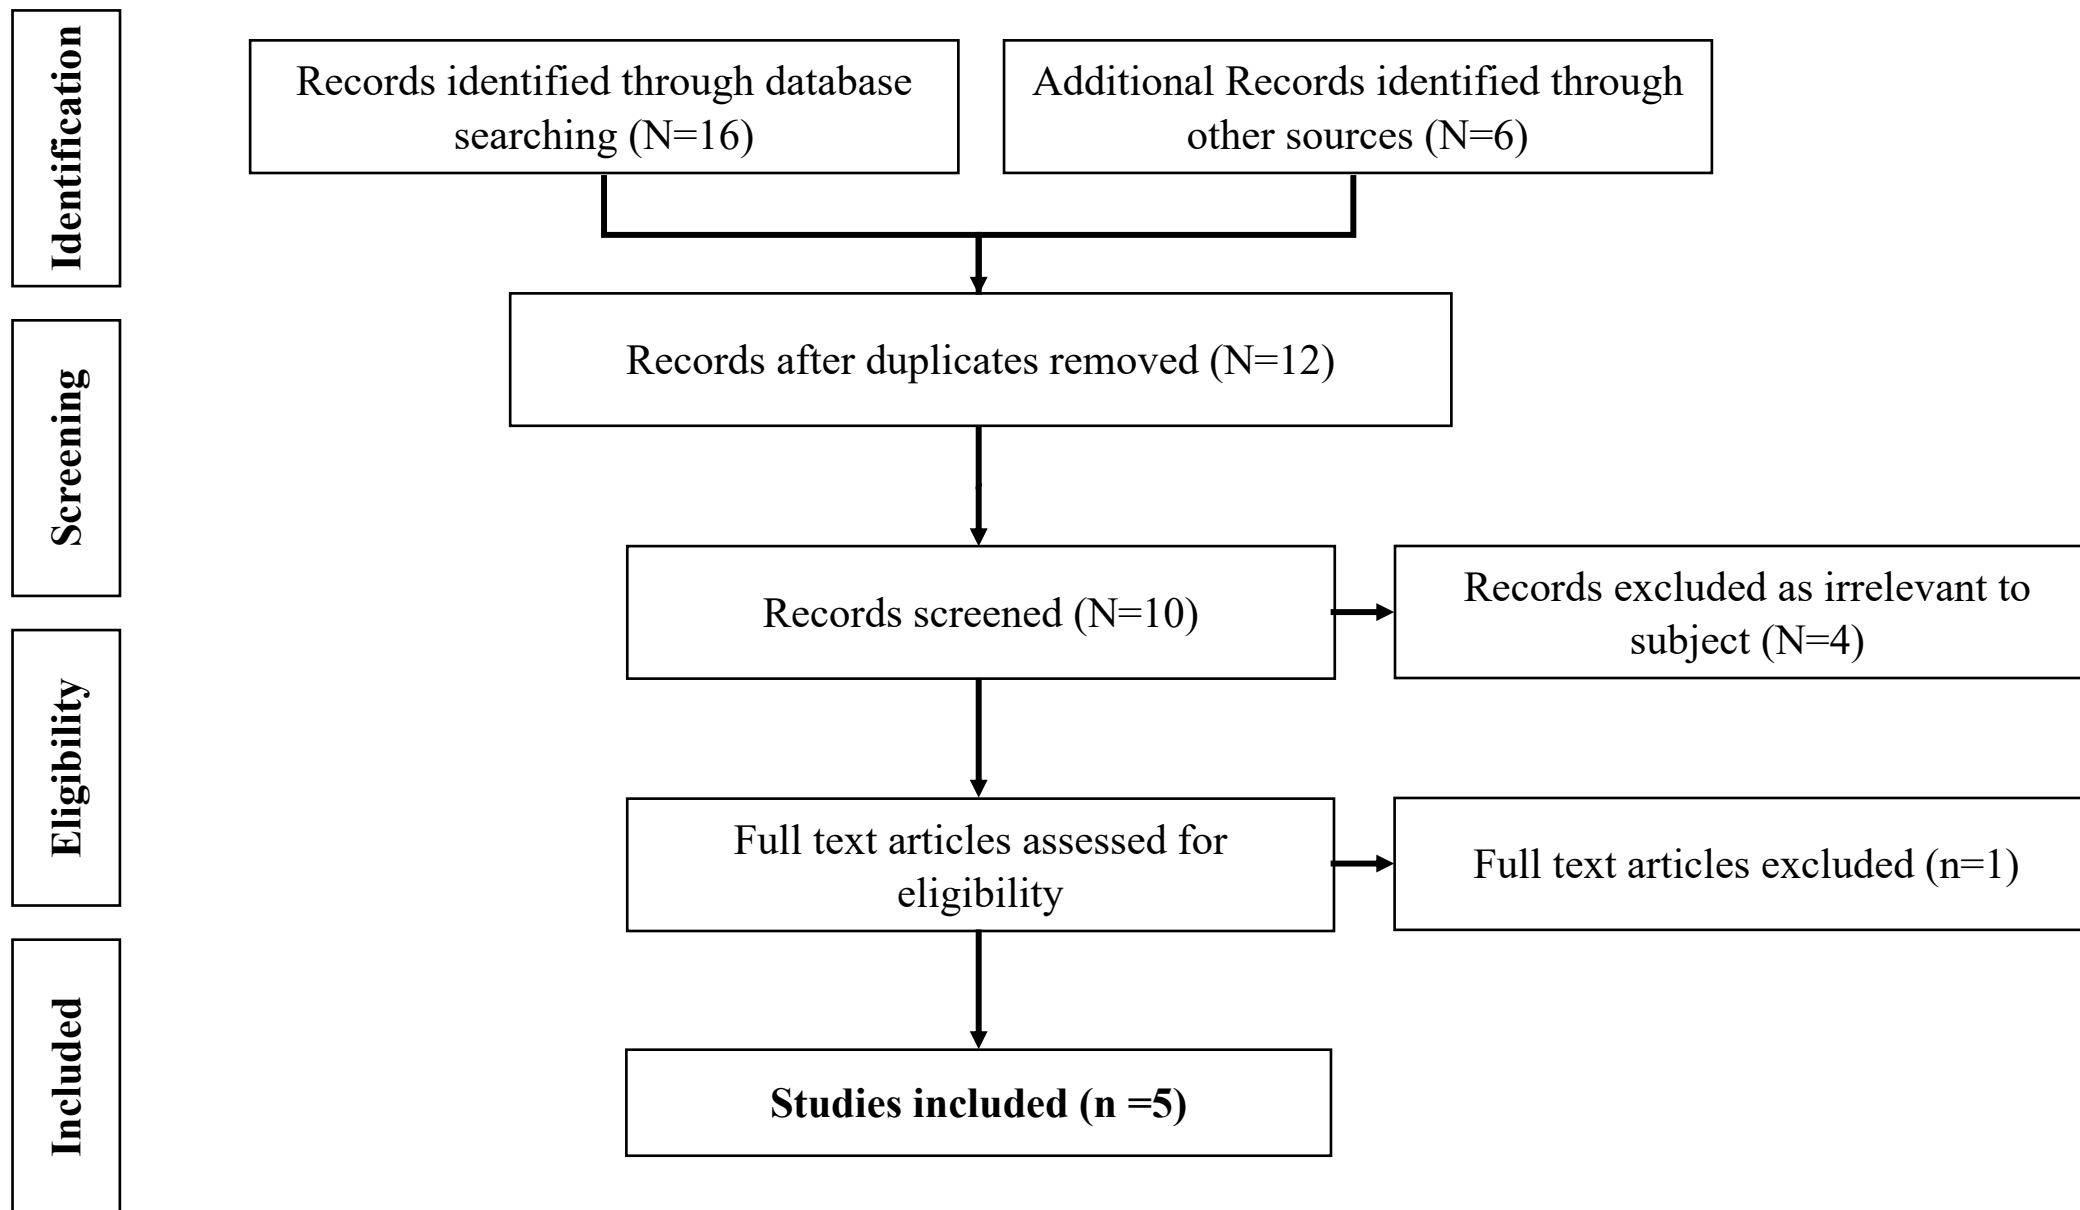 Identification
Records identified through database
searching (N=16)
Additional Records identified through
other sources (N=6)
Screening
Records after duplicates removed (N=12)
Records screened (N=10)
Records excluded as irrelevant to
subject (N=4)
Eligibility
Full text articles assessed for
eligibility
Full text articles excluded (n=1)
Included
Studies included (n =5)